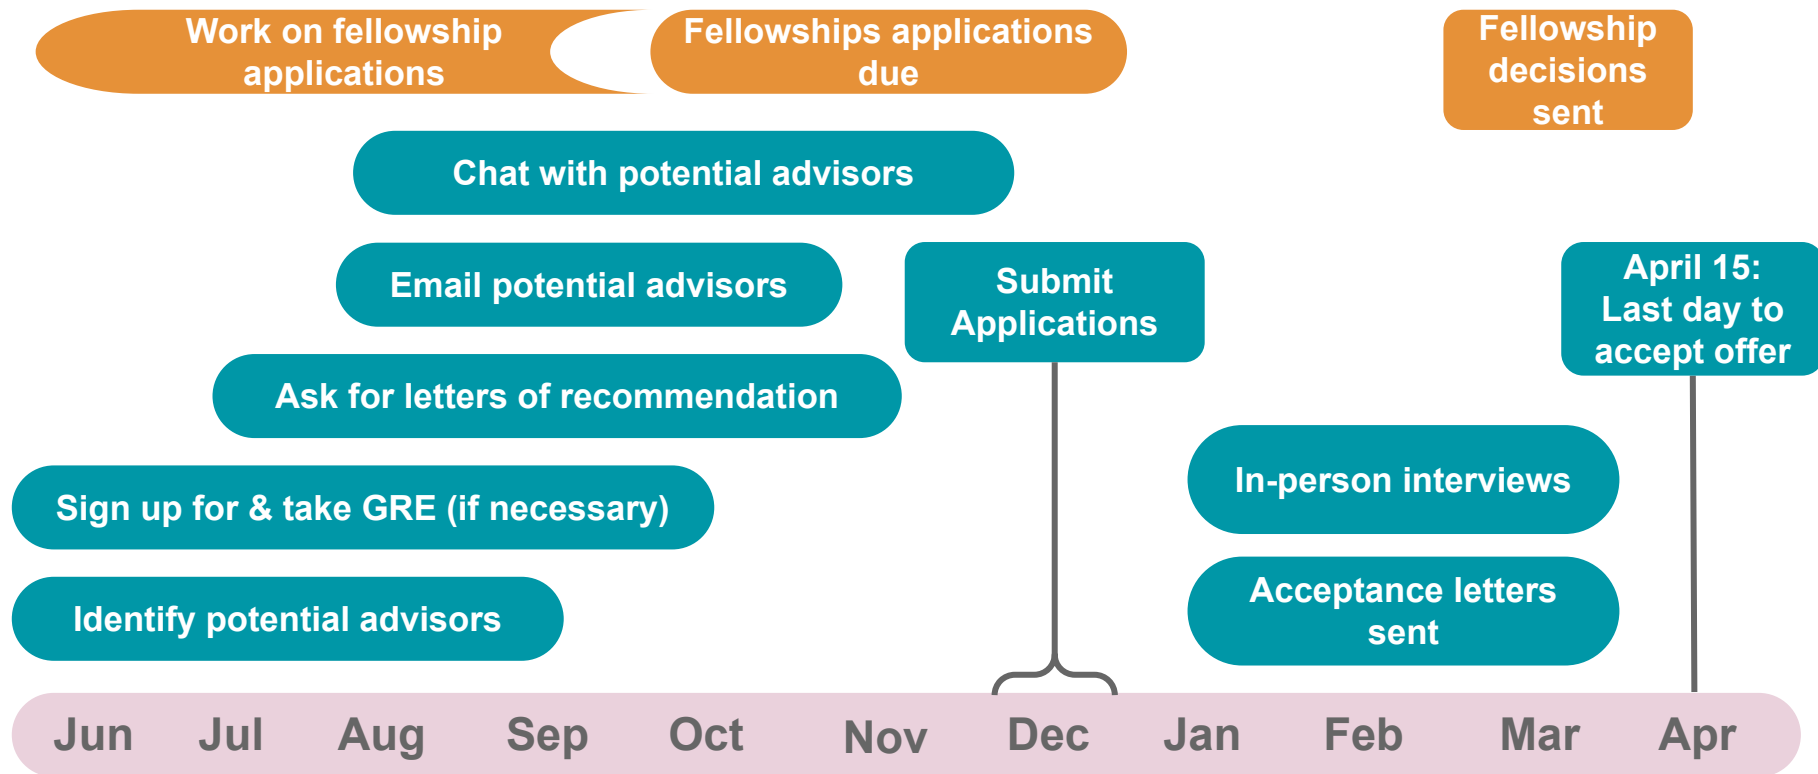 Work on fellowship
applications
Fellowships applications
due
Fellowship
decisions
sent
Chat with potential advisors
Email potential advisors
Submit
Applications
April 15:
Last day to
accept offer
Ask for letters of recommendation
In-person interviews
Sign up for & take GRE (if necessary)
Acceptance letters
sent
Identify potential advisors
Jun Jul Aug Sep Oct Nov Dec Jan Feb Mar Apr